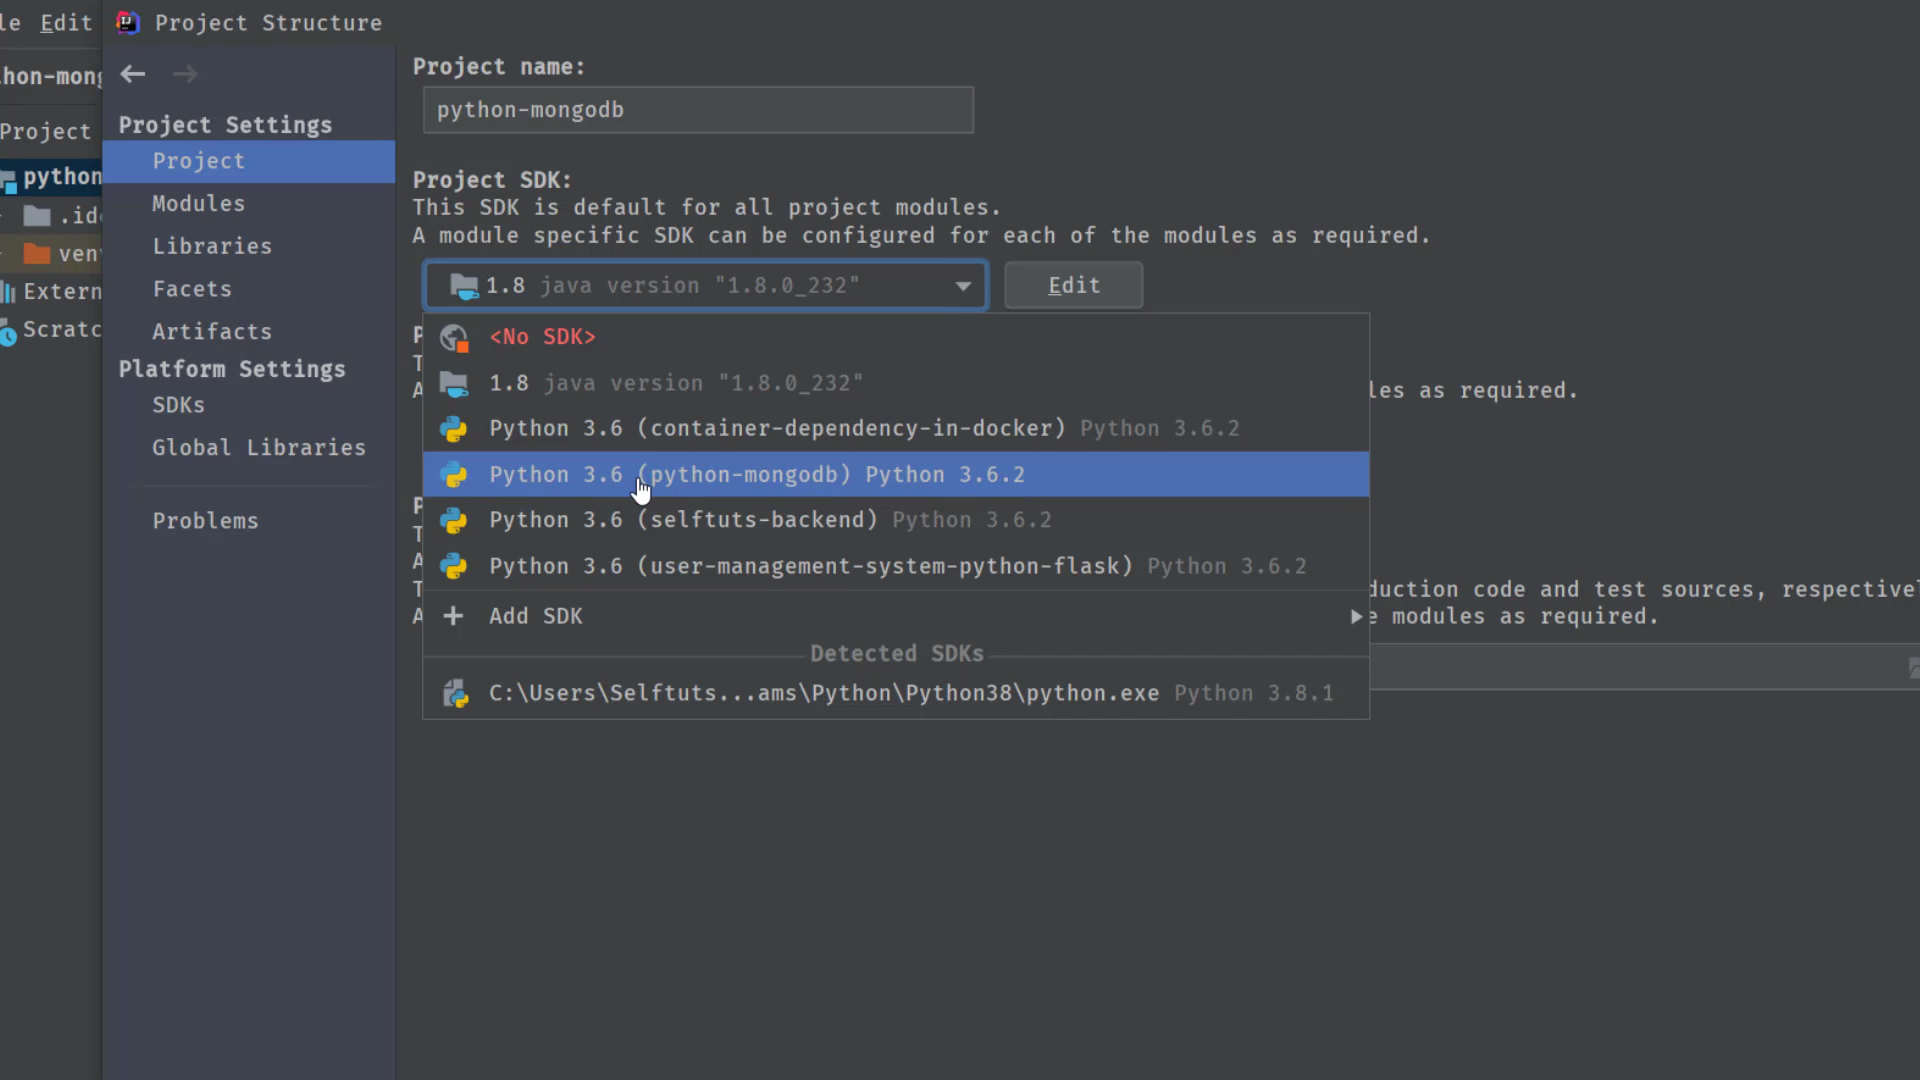 le Edit
Project Structure
hon-mong
Project
python
.id
ven
Extern
Scratc
Project Settings
Project
Modules
Libraries
Facets
Artifacts
Platform Settings
SDKs
Global Libraries
Problems
Project name:
python-mongodb
Project SDK:
This SDK is default for all project modules.
A module specific SDK can be configured for each of the modules as required.
1.8 java version "1.8.0_232"
Edit
P
<No SDK>
T
1.8 java version "1.8.0_232"
A
les as required.
Python 3.6 (container-dependency-in-docker) Python 3.6.2
Python 3.6 (python-mongodb) Python 3.6.2
P
Python 3.6 (selftuts-backend) Python 3.6.2
T
A
Python 3.6 (user-management-system-python-flask) Python 3.6.2
T
duction code and test sources, respective
A
+ Add SDK
e modules as required.
Detected SDKs
C:\Users\Selftuts...ams\Python\Python38\python.exe Python 3.8.1